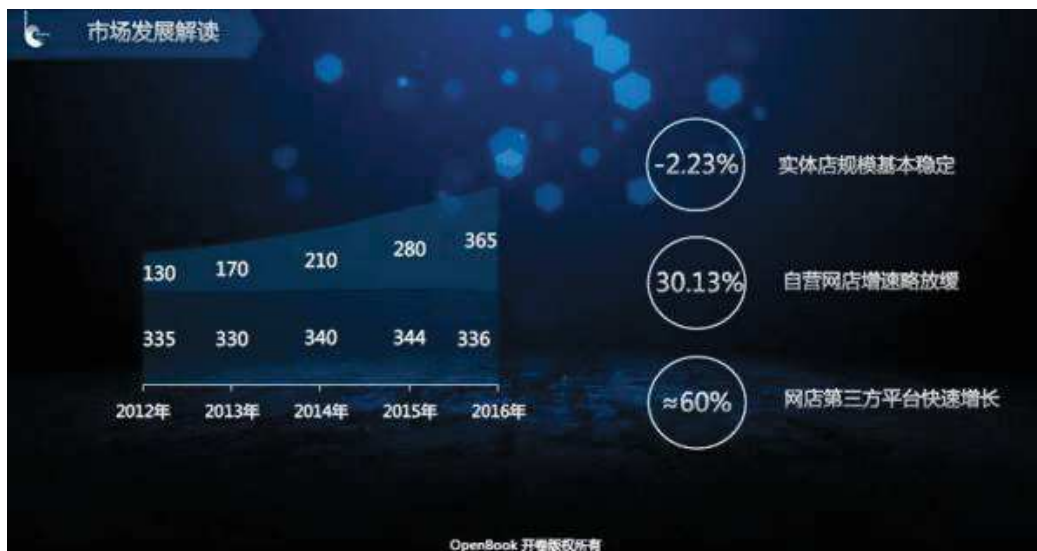 市场发展解读
130 170 210 280 365
335 330 340 344 336
2012年 2013年 2014年 2015年 2016年
-2.23% 实体店规模基本稳定
30.13% 自营网店增速略放缓
≈60% 网店第三方平台快速增长
OpenBook 开卷版权所有